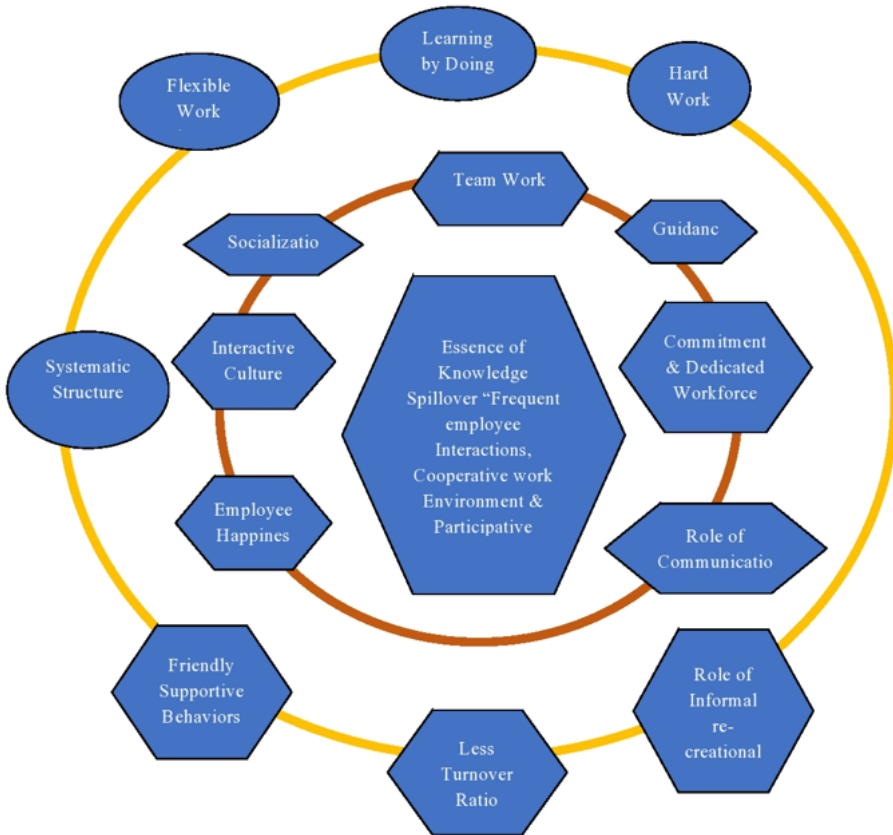 Learning
by Doing
Flexible
Work
Hard
Work
Team Work
Socializatio
Guidanc
Interactive
Culture
Essence of
Knowledge
Spillover “Frequent
employee
Interactions,
Cooperative work
Environment &
Participative
Commitment
& Dedicated
Workforce
Systematic
Structure
Employee
Happines
Role of
Communicatio
Friendly
Supportive
Behaviors
Role of
Informal
re-
creational
Less
Turnover
Ratio